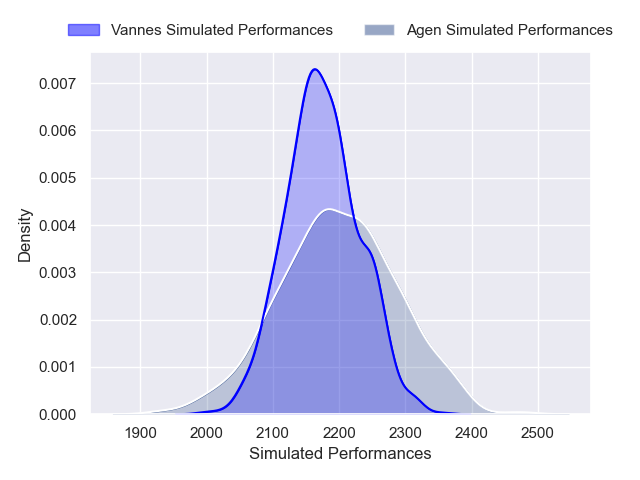 Vannes Simulated Performances
Agen Simulated Performances
0.007
0.006
0.005
0.004
0.003
0.002
0.001
0.000
Density
1900 2000 2100 2200 2300 2400 2500
Simulated Performances